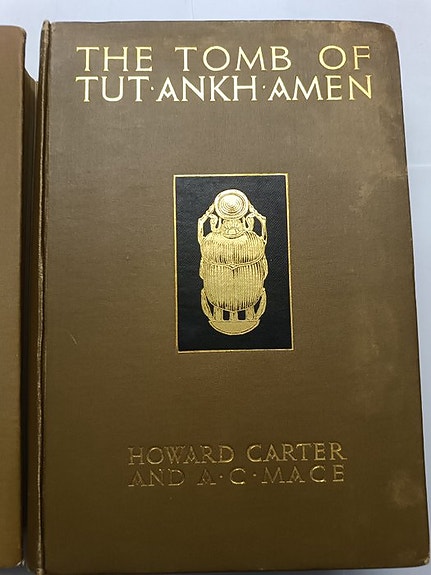 THE TOMB OF
TUT·ANKH·AMEN
HOWARD CARTER
AND A·C·MACE